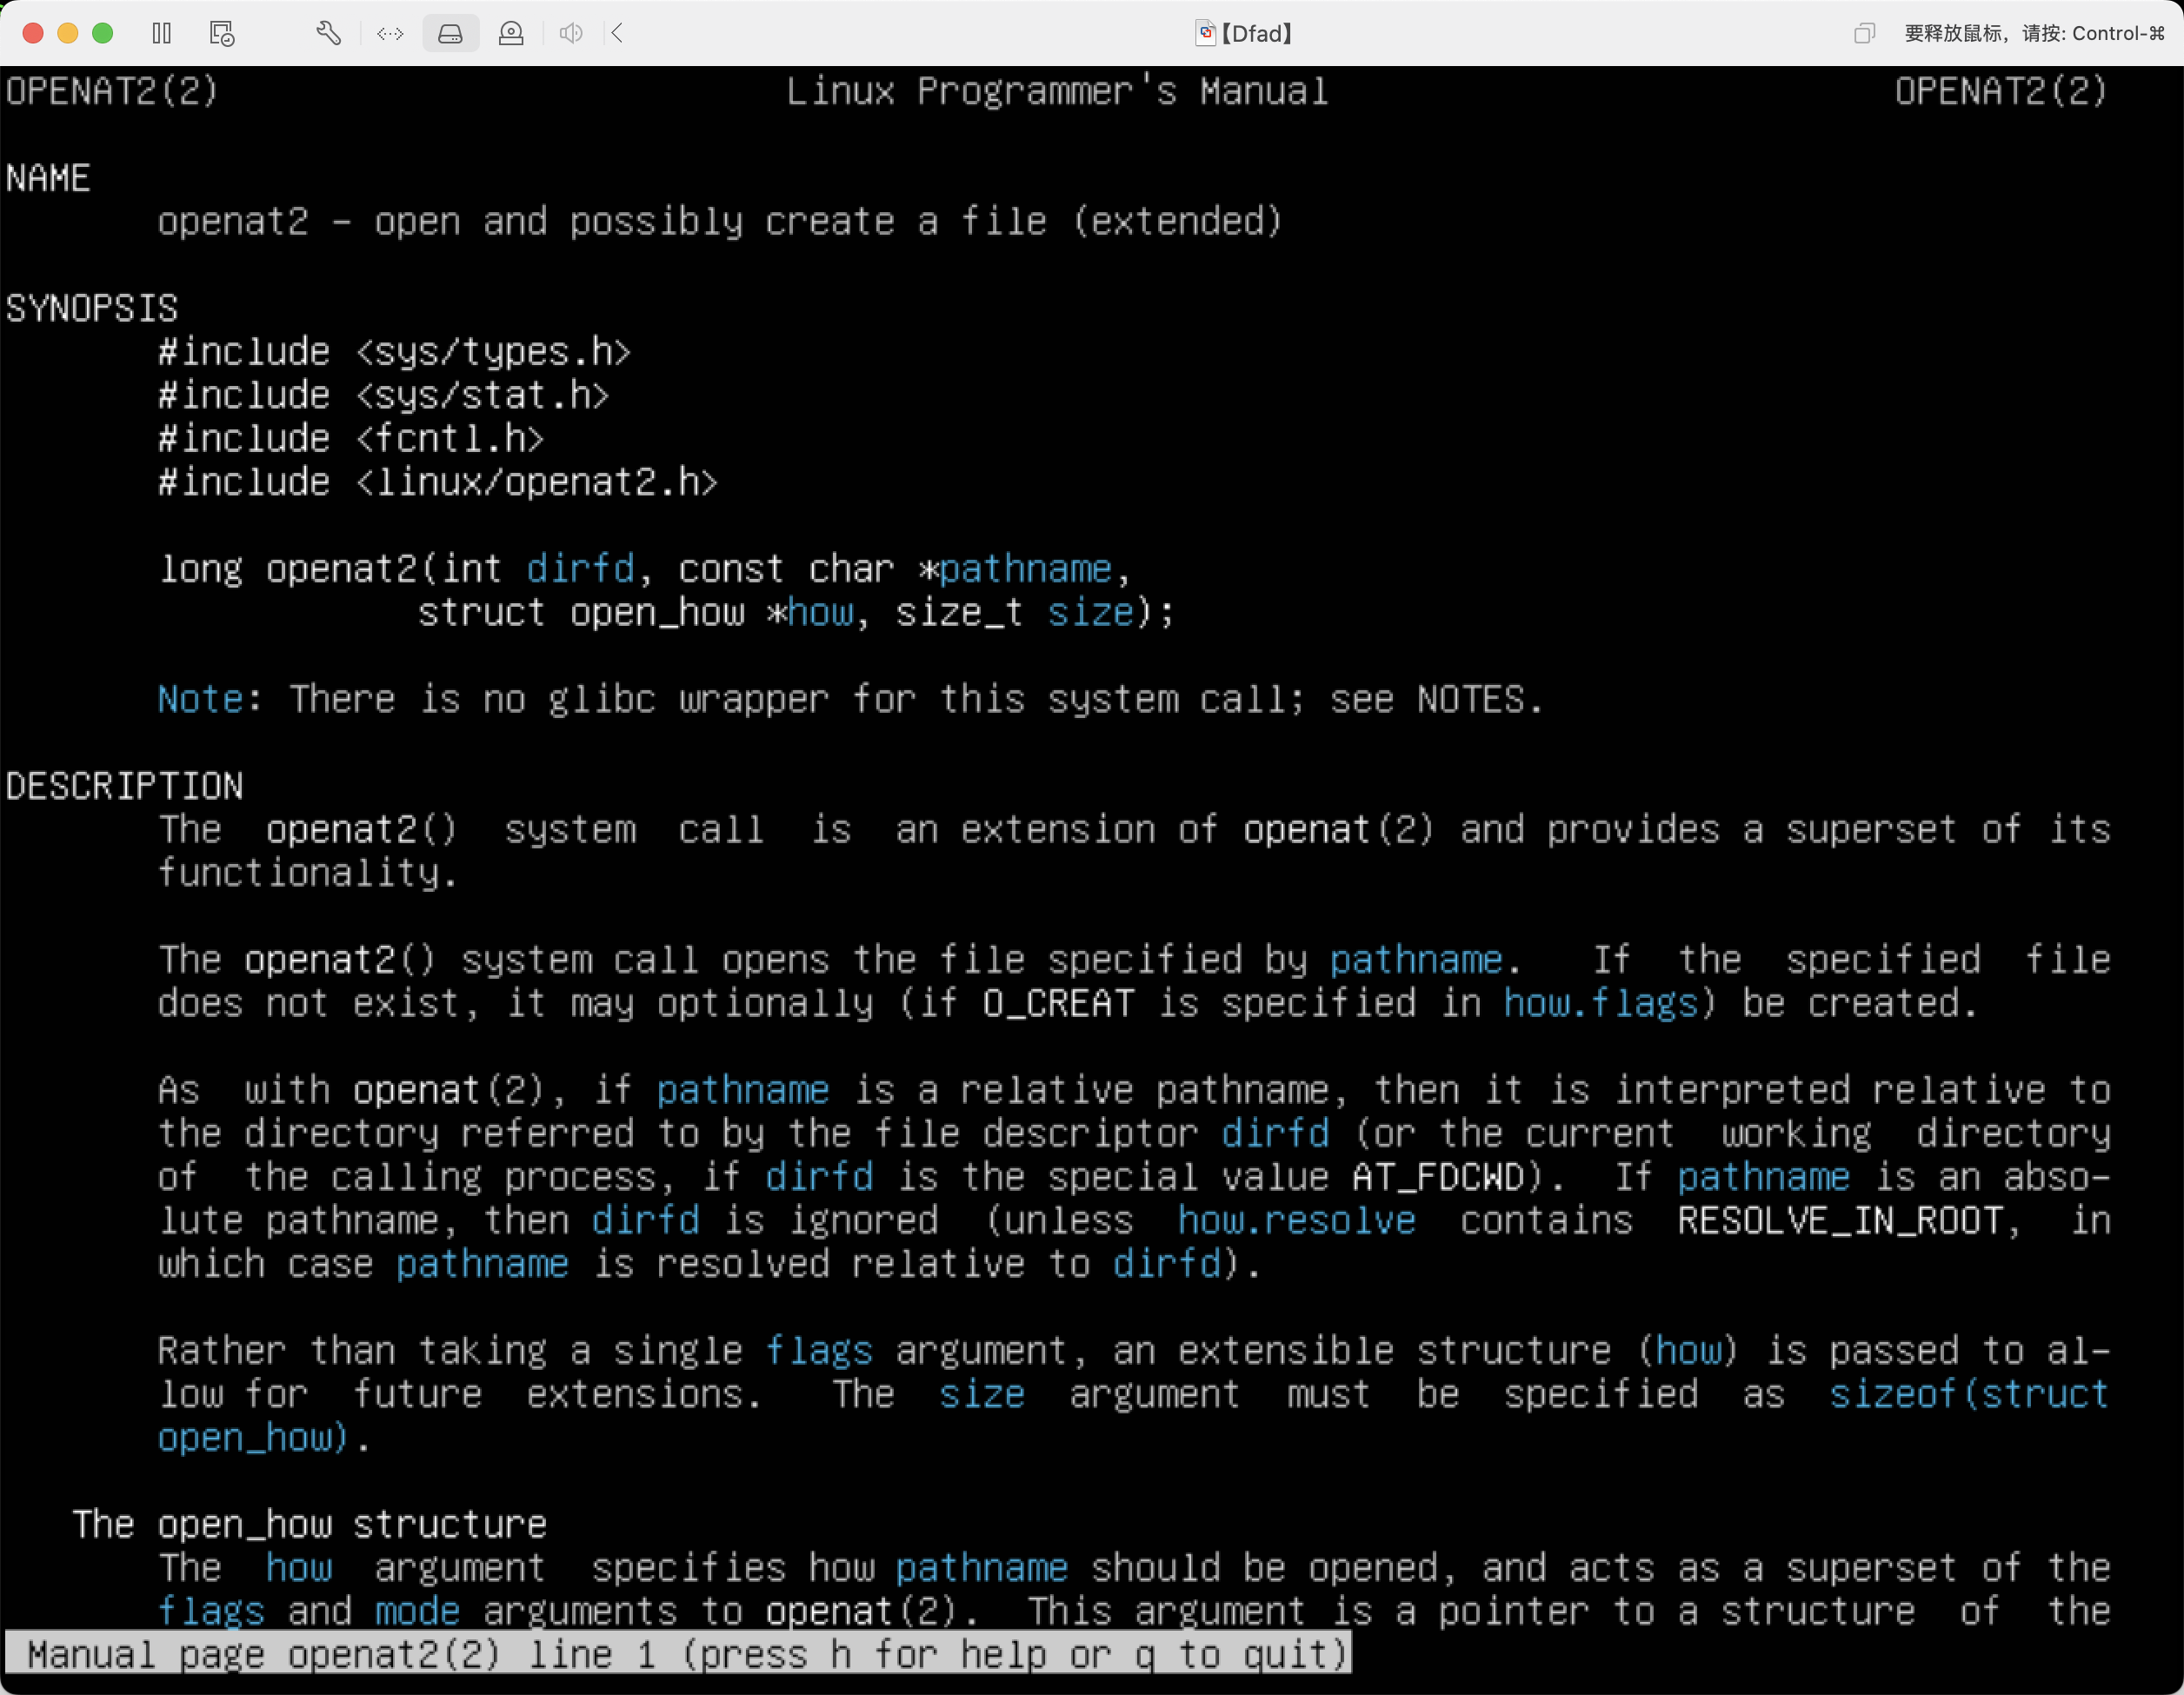 【Dfad】
要释放鼠标，请按: Control-⌘
OPENAT2(2) Linux Programmer's Manual OPENAT2(2)
NAME
openat2 - open and possibly create a file (extended)
SYNOPSIS
#include <sys/types.h>
#include <sys/stat.h>
#include <fcntl.h>
#include <linux/openat2.h>
long openat2(int dirfd, const char *pathname,
struct open_how *how, size_t size);
Note: There is no glibc wrapper for this system call; see NOTES.
DESCRIPTION
The openat2() system call is an extension of openat(2) and provides a superset of its
functionality.
The openat2() system call opens the file specified by pathname. If the specified file
does not exist, it may optionally (if O_CREAT is specified in how.flags) be created.
As with openat(2), if pathname is a relative pathname, then it is interpreted relative to
the directory referred to by the file descriptor dirfd (or the current working directory
of the calling process, if dirfd is the special value AT_FDCWD). If pathname is an abso-
lute pathname, then dirfd is ignored (unless how.resolve contains RESOLVE_IN_ROOT, in
which case pathname is resolved relative to dirfd).
Rather than taking a single flags argument, an extensible structure (how) is passed to al-
low for future extensions. The size argument must be specified as sizeof(struct
open_how).
The open_how structure
The how argument specifies how pathname should be opened, and acts as a superset of the
flags and mode arguments to openat(2). This argument is a pointer to a structure of the
Manual page openat2(2) line 1 (press h for help or q to quit)